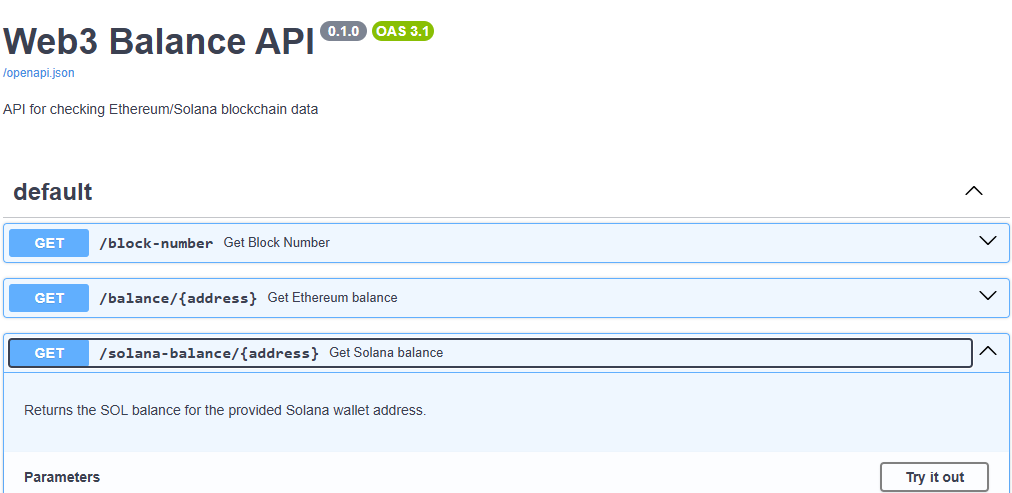 Web3 Balance API 0.1.0 OAS 3.1
/openapi.json
API for checking Ethereum/Solana blockchain data
default
GET /block-number Get Block Number
GET /balance/{address} Get Ethereum balance
GET /solana-balance/{address} Get Solana balance
Returns the SOL balance for the provided Solana wallet address.
Parameters Try it out